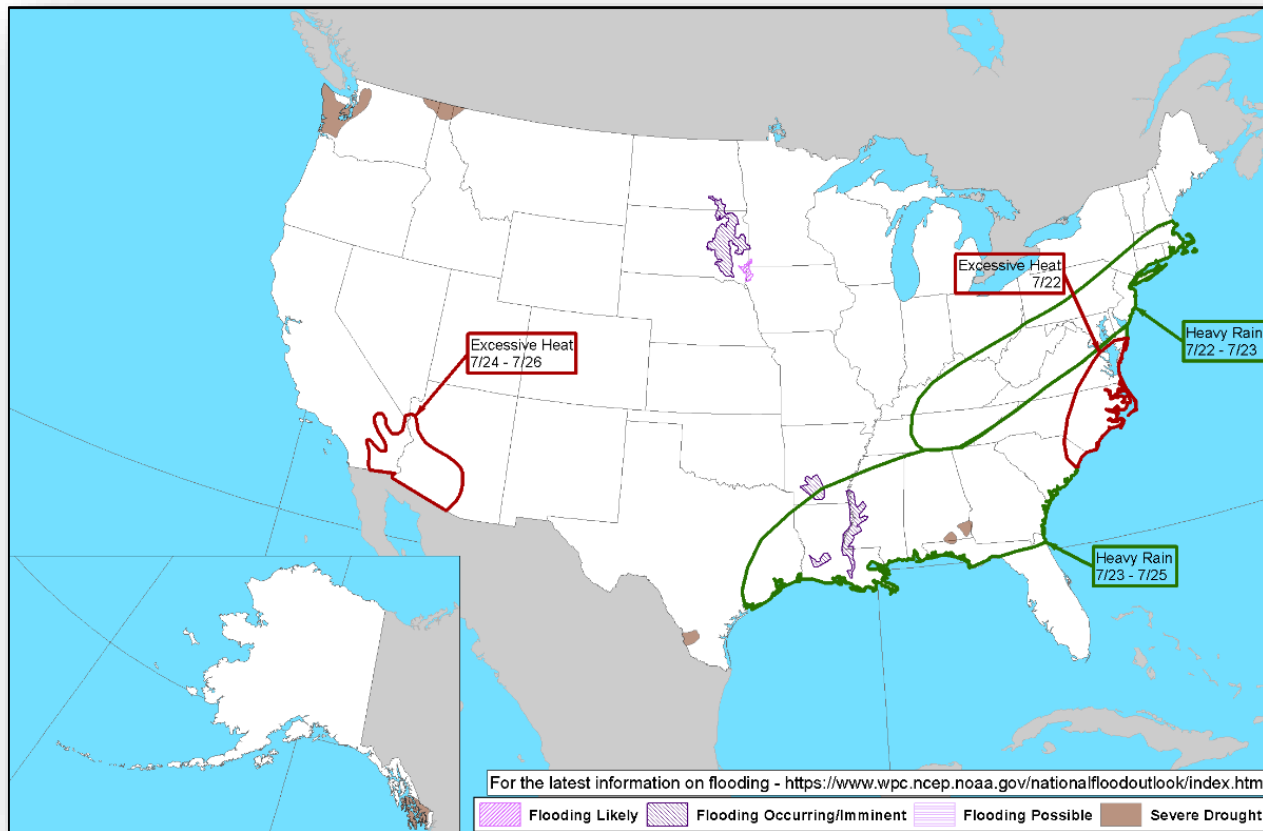 Excessive Heat
7/22
Heavy Rain
7/22 - 7/23
Excessive Heat
7/24 - 7/26
Heavy Rain
7/23 - 7/25
For the latest information on flooding - https://www.wpc.ncep.noaa.gov/nationalfloodoutlook/index.htm
Flooding Likely Flooding Occurring/Imminent Flooding Possible Severe Drought